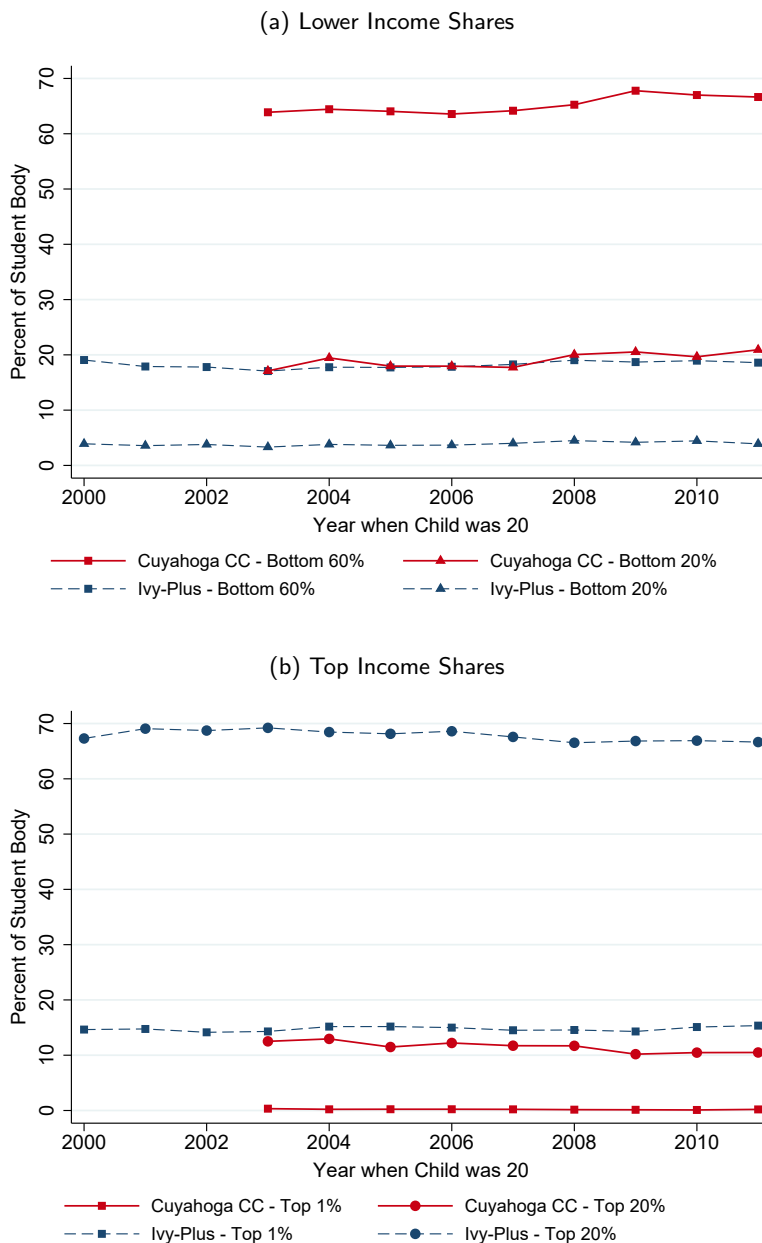 (a) Lower Income Shares
Percent of Student Body
70
60
50
40
30
20
10
0
2000 2002 2004 2006 2008 2010
Year when Child was 20
Cuyahoga CC - Bottom 60% Cuyahoga CC - Bottom 20%
Ivy-Plus - Bottom 60% Ivy-Plus - Bottom 20%
(b) Top Income Shares
Percent of Student Body
70
60
50
40
30
20
10
0
2000 2002 2004 2006 2008 2010
Year when Child was 20
Cuyahoga CC - Top 1% Cuyahoga CC - Top 20%
Ivy-Plus - Top 1% Ivy-Plus - Top 20%